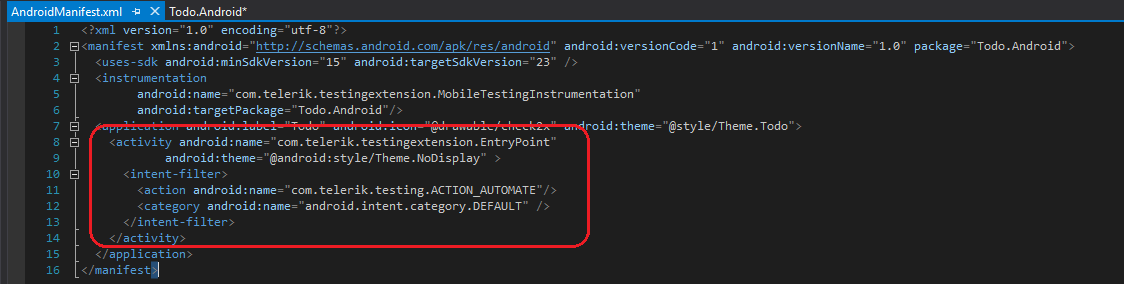 AndroidManifest.xml Todo.Android*
1 <?xml version="1.0" encoding="utf-8"?>
2 <manifest xmlns:android="http://schemas.android.com/apk/res/android" android:versionCode="1" android:versionName="1.0" package="Todo.Android">
3 <uses-sdk android:minSdkVersion="15" android:targetSdkVersion="23" />
4 <instrumentation
5 android:name="com.telerik.testingextension.MobileTestingInstrumentation"
6 android:targetPackage="Todo.Android"/>
7 <application android:label="Todo" android:icon="@drawable/check2x" android:theme="@style/Theme.Todo">
8 <activity android:name="com.telerik.testingextension.EntryPoint"
9 android:theme="@android:style/Theme.NoDisplay" >
10 <intent-filter>
11 <action android:name="com.telerik.testing.ACTION_AUTOMATE"/>
12 <category android:name="android.intent.category.DEFAULT" />
13 </intent-filter>
14 </activity>
15 </application>
16 </manifest>